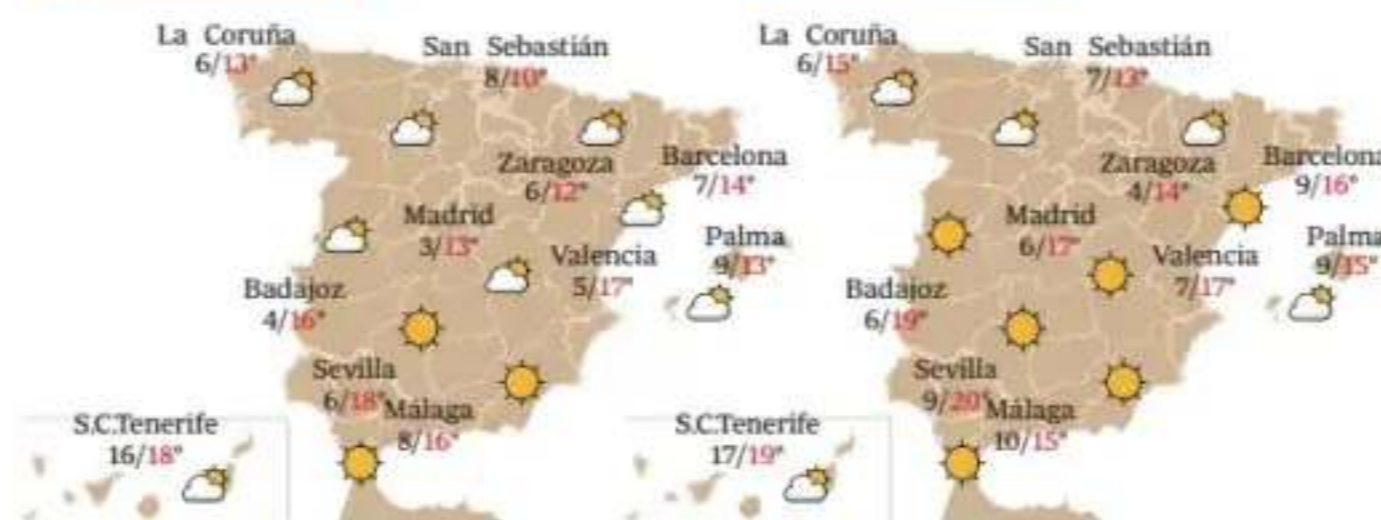 La Coruña
6/13°
San Sebastián
8/10°
Zaragoza
6/12°
Barcelona
7/14°
Madrid
3/13°
Valencia
5/17°
Palma
9/13°
Badajoz
4/16°
Sevilla
6/18°
Málaga
8/16°
S.C.Tenerife
16/18°
La Coruña
6/15°
San Sebastián
7/13°
Zaragoza
4/14°
Barcelona
9/16°
Madrid
6/17°
Valencia
7/17°
Palma
9/15°
Badajoz
6/19°
Sevilla
9/20°
Málaga
10/15°
S.C.Tenerife
17/19°